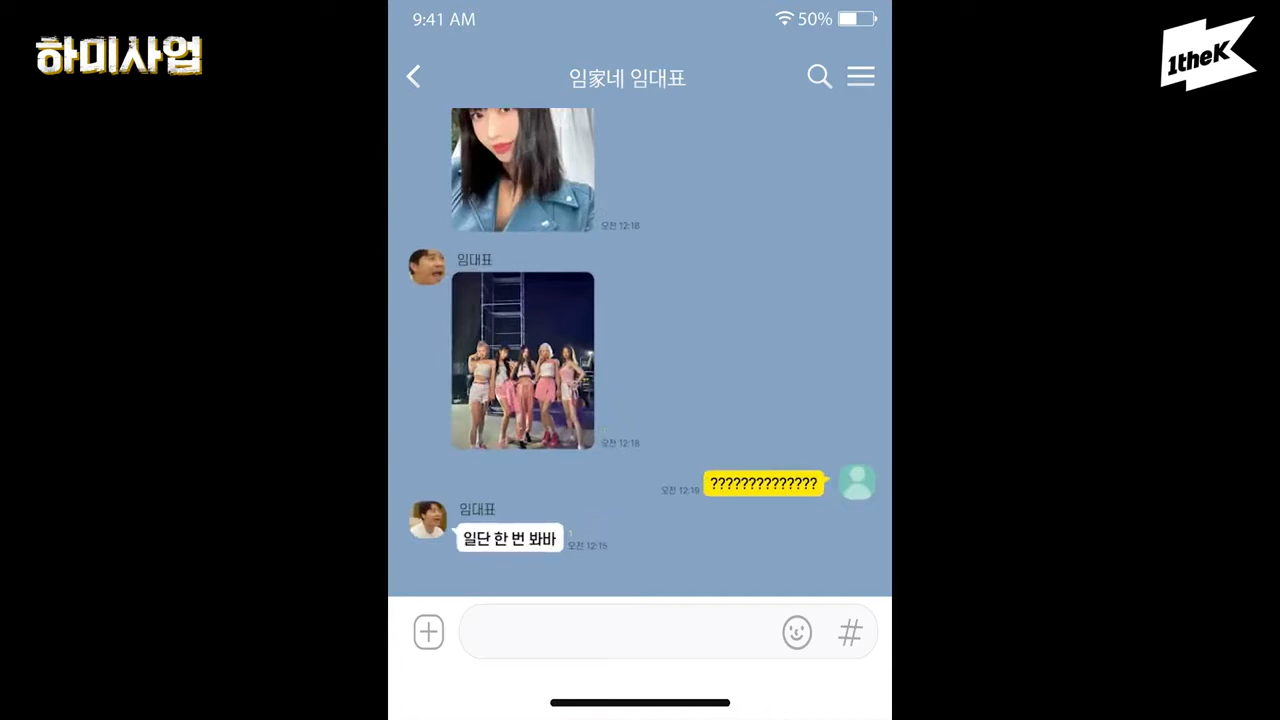 9:41 AM
50%
하미사업
1theK
임家네 임대표
오전 12:18
임대표
1
오전 12:18
오전 12:19
??????????????
임대표
일단 한 번 봐바
1
오전 12:15